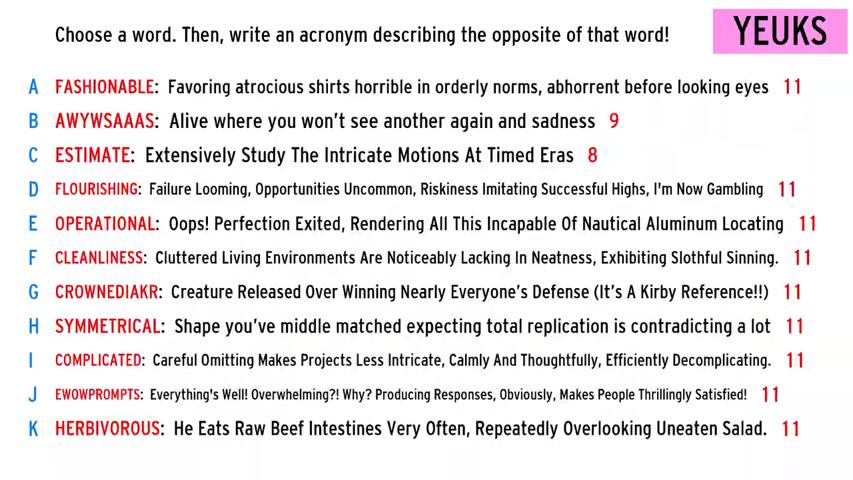 Choose a word. Then, write an acronym describing the opposite of that word! YEUKS
A FASHIONABLE: Favoring atrocious shirts horrible in orderly norms, abhorrent before looking eyes 11
B AWYWSAAAS: Alive where you won't see another again and sadness 9
C ESTIMATE: Extensively Study The Intricate Motions At Timed Eras 8
D FLOURISHING: Failure Looming, Opportunities Uncommon, Riskiness Imitating Successful Highs, I'm Now Gambling 11
E OPERATIONAL: Oops! Perfection Exited, Rendering All This Incapable Of Nautical Aluminum Locating 11
F CLEANLINESS: Cluttered Living Environments Are Noticeably Lacking In Neatness, Exhibiting Slothful Sinning. 11
G CROWNEDIAKR: Creature Released Over Winning Nearly Everyone's Defense (It's A Kirby Reference!!) 11
H SYMMETRICAL: Shape you've middle matched expecting total replication is contradicting a lot 11
I COMPLICATED: Careful Omitting Makes Projects Less Intricate, Calmly And Thoughtfully, Efficiently Decomplicating. 11
J EWOWPROMPTS: Everything's Well! Overwhelming?! Why? Producing Responses, Obviously, Makes People Thrillingly Satisfied! 11
K HERBIVOROUS: He Eats Raw Beef Intestines Very Often, Repeatedly Overlooking Uneaten Salad. 11